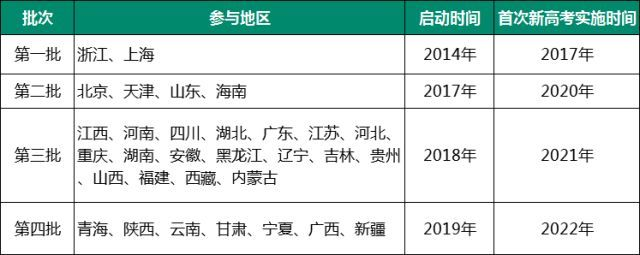 批次 参与地区 启动时间 首次新高考实施时间
第一批 浙江、上海 2014年 2017年
第二批 北京、天津、山东、海南 2017年 2020年
江西、河南、四川、湖北、广东、江苏、河北、
第三批 重庆、湖南、安徽、黑龙江、辽宁、吉林、贵州 2018年 2021年
、山西、福建、西藏、内蒙古
第四批 青海、陕西、云南、甘肃、宁夏、广西、新疆 2019年 2022年